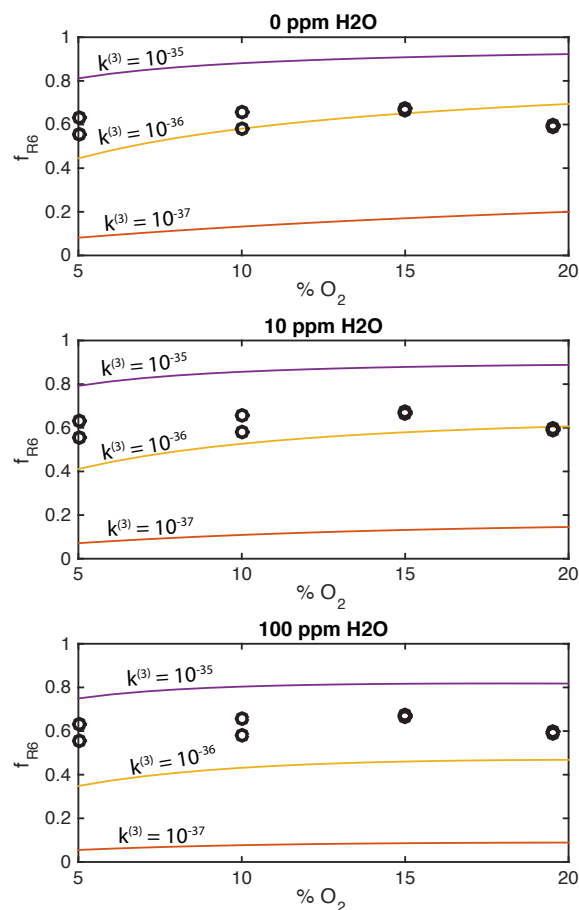 0 ppm H2O
1
0.8
0.6
0.4
0.2
0
f_R6
k⁽³⁾ = 10⁻³⁵
k⁽³⁾ = 10⁻³⁶
k⁽³⁾ = 10⁻³⁷
5
10
15
20
% O₂
10 ppm H2O
1
0.8
0.6
0.4
0.2
0
f_R6
k⁽³⁾ = 10⁻³⁵
k⁽³⁾ = 10⁻³⁶
k⁽³⁾ = 10⁻³⁷
5
10
15
20
% O₂
100 ppm H2O
1
0.8
0.6
0.4
0.2
0
f_R6
k⁽³⁾ = 10⁻³⁵
k⁽³⁾ = 10⁻³⁶
k⁽³⁾ = 10⁻³⁷
5
10
15
20
% O₂